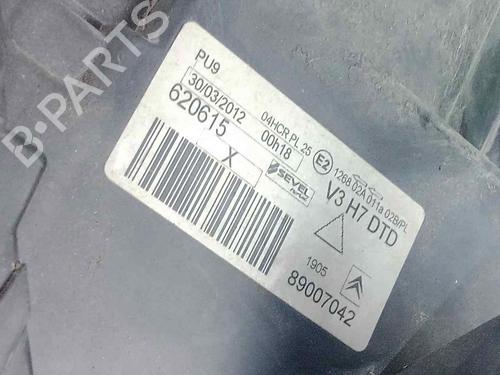 PU9
30/03/2012 00h18
620615
X
04HCR PL 25
E2
1268 02A 011a 02B/PL
SEVEL
V3 H7 DTD
1905
89007042